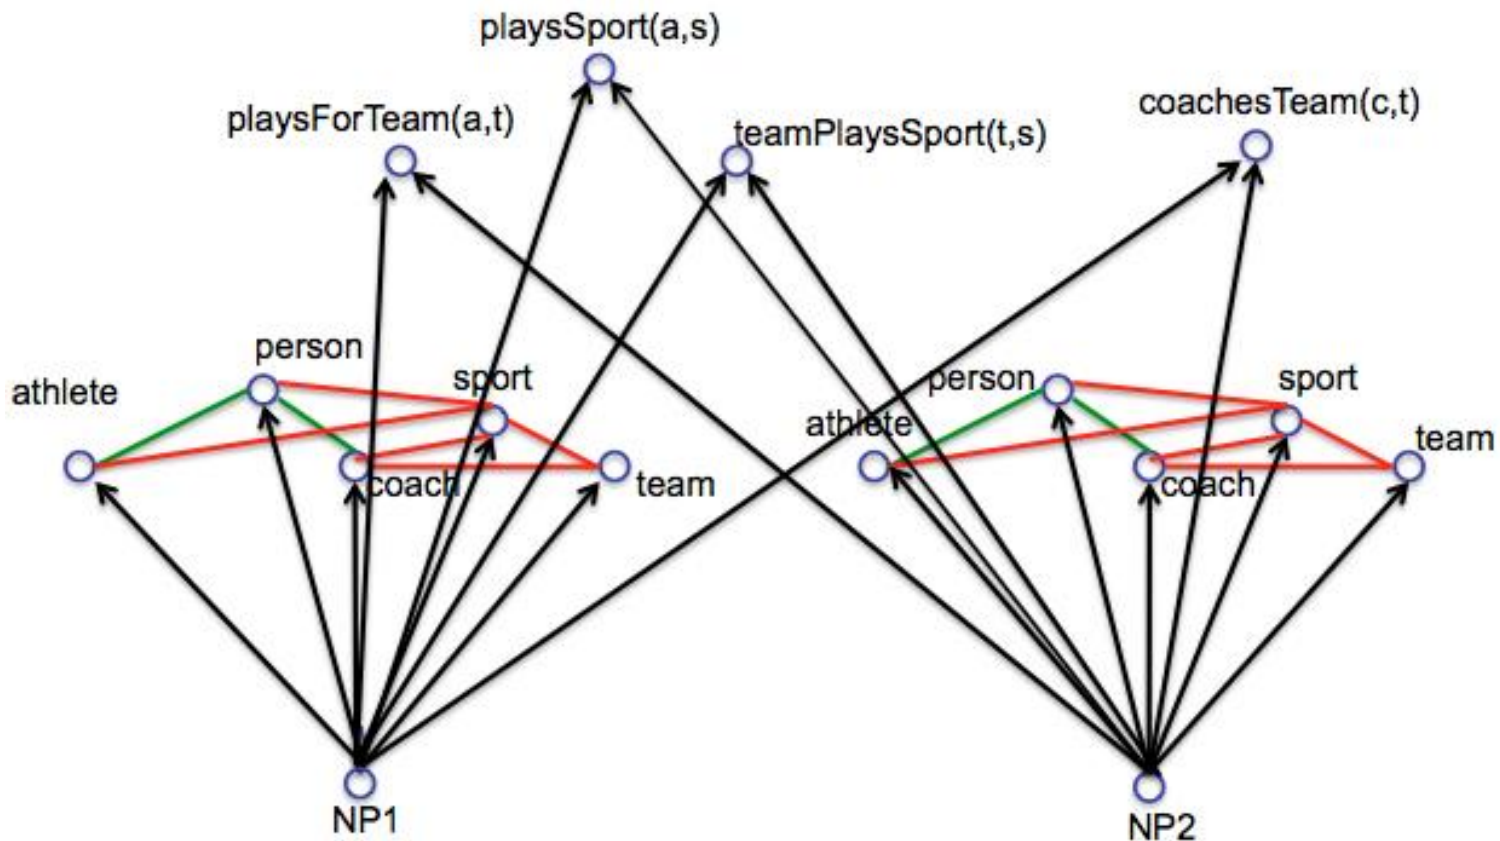 playsSport(a,s)
playsForTeam(a,t)
teamPlaysSport(t,s)
coachesTeam(c,t)
person
athlete
sport
coach
team
person
athlete
sport
coach
team
NP1
NP2